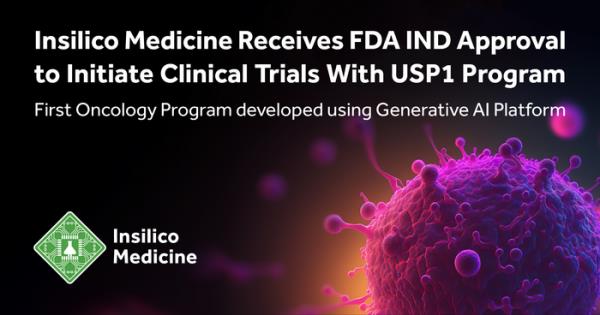 Insilico Medicine Receives FDA IND Approval
to Initiate Clinical Trials With USP1 Program
First Oncology Program developed using Generative AI Platform
Insilico
Medicine